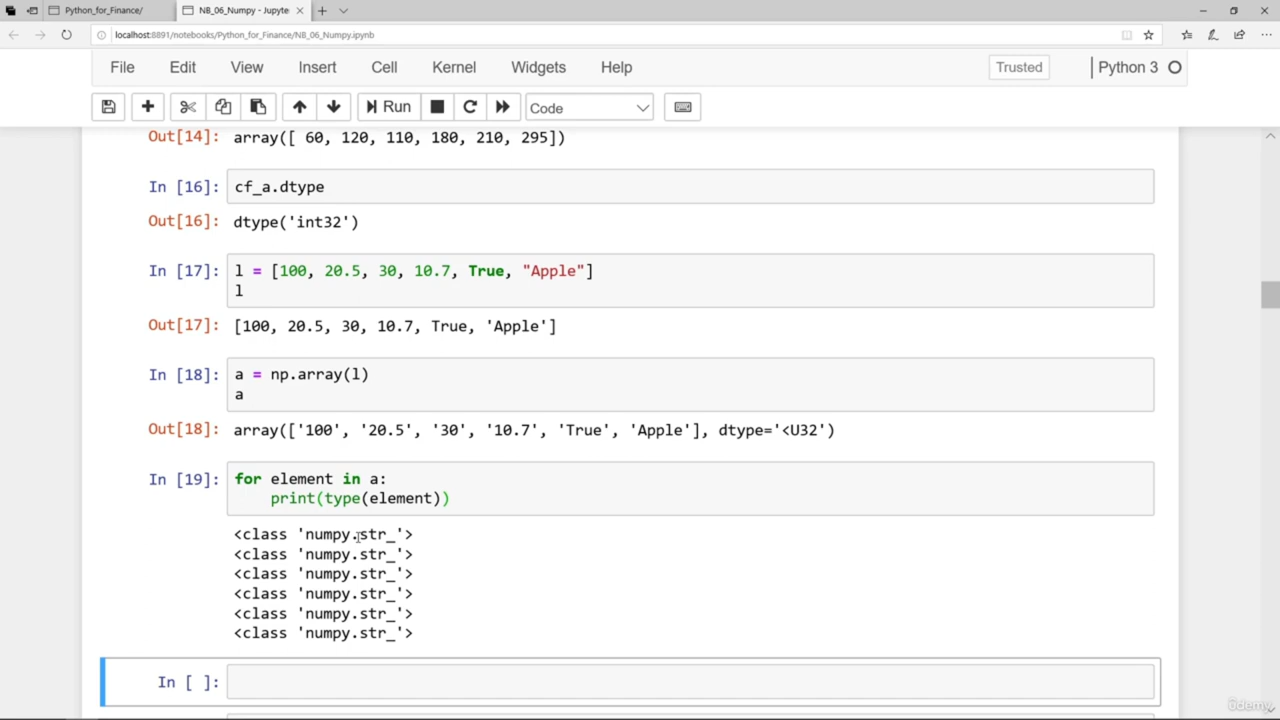 Python_for_Finance/
NB_06_Numpy - Jupyte
localhost:8891/notebooks/Python_for_Finance/NB_06_Numpy.ipynb
File Edit View Insert Cell Kernel Widgets Help Trusted Python 3
Run Code
Out[14]: array([ 60, 120, 110, 180, 210, 295])
In [16]: cf_a.dtype
Out[16]: dtype('int32')
In [17]: l = [100, 20.5, 30, 10.7, True, "Apple"]
l
Out[17]: [100, 20.5, 30, 10.7, True, 'Apple']
In [18]: a = np.array(l)
a
Out[18]: array(['100', '20.5', '30', '10.7', 'True', 'Apple'], dtype='<U32')
In [19]: for element in a:
print(type(element))
<class 'numpy.str_'>
<class 'numpy.str_'>
<class 'numpy.str_'>
<class 'numpy.str_'>
<class 'numpy.str_'>
<class 'numpy.str_'>
In [ ]:
ûdemy